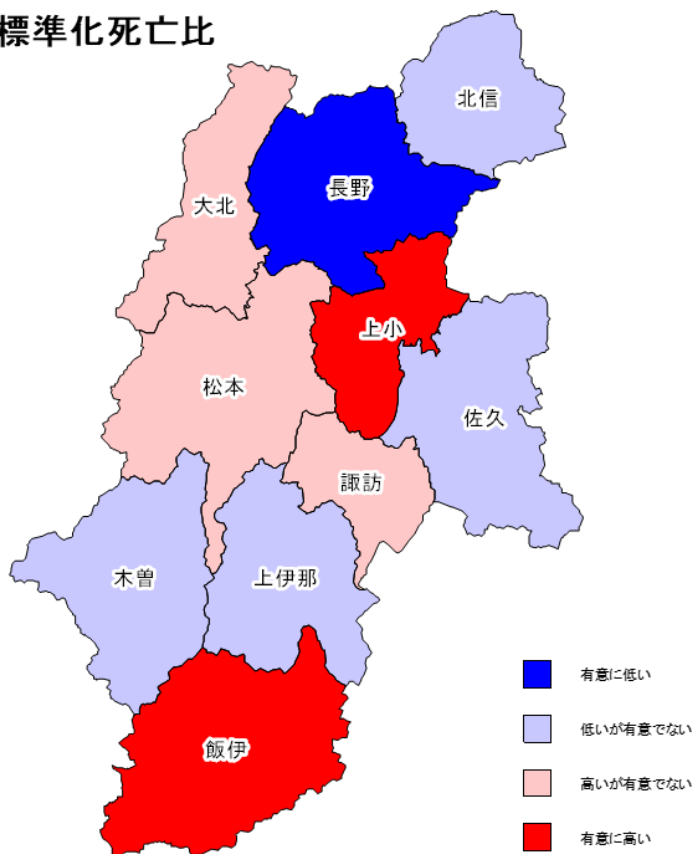 標準化死亡比
北信
長野
大北
上小
松本
佐久
諏訪
木曽
上伊那
飯伊
有意に低い
低いが有意でない
高いが有意でない
有意に高い